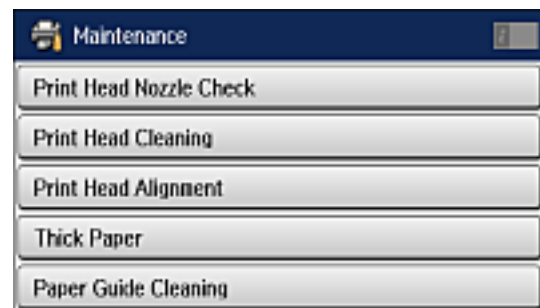 Maintenance
Print Head Nozzle Check
Print Head Cleaning
Print Head Alignment
Thick Paper
Paper Guide Cleaning